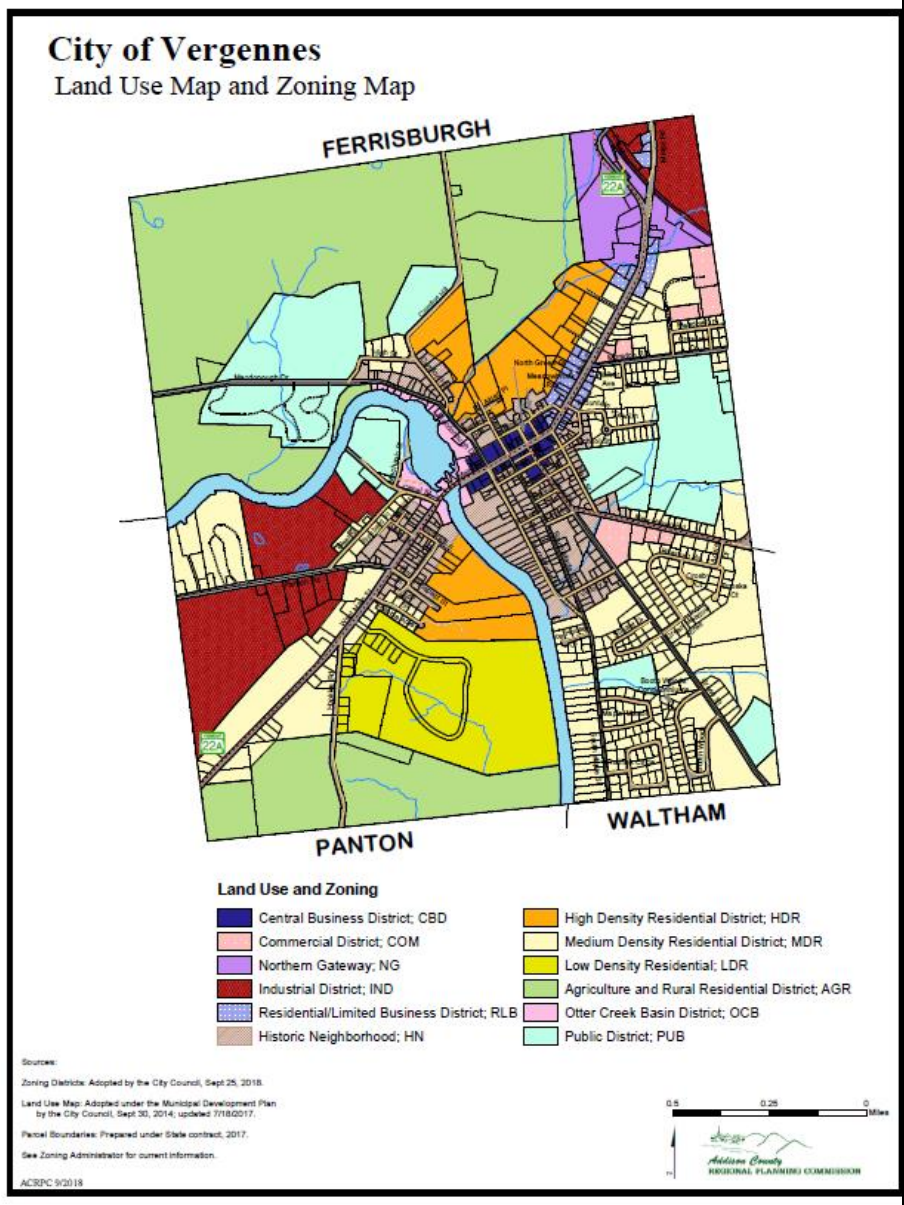 City of Vergennes
Land Use Map and Zoning Map
FERRISBURGH
22A
North Green
22A
PANTON
WALTHAM
Land Use and Zoning
Central Business District; CBD
Commercial District; COM
Northern Gateway; NG
Industrial District; IND
Residential/Limited Business District; RLB
Historic Neighborhood; HN
High Density Residential District; HDR
Medium Density Residential District; MDR
Low Density Residential; LDR
Agriculture and Rural Residential District; AGR
Otter Creek Basin District; OCB
Public District; PUB
Sources:
Zoning Districts: Adopted by the City Council, Sept 25, 2018.
Land Use Map: Adopted under the Municipal Development Plan
by the City Council, Sept 30, 2014; updated 7/18/2017.
Parcel Boundaries: Prepared under State contract, 2017.
See Zoning Administrator for current information.
ACRPC 9/2018
0.5 0.25 0
Miles
Addison County
REGIONAL PLANNING COMMISSION